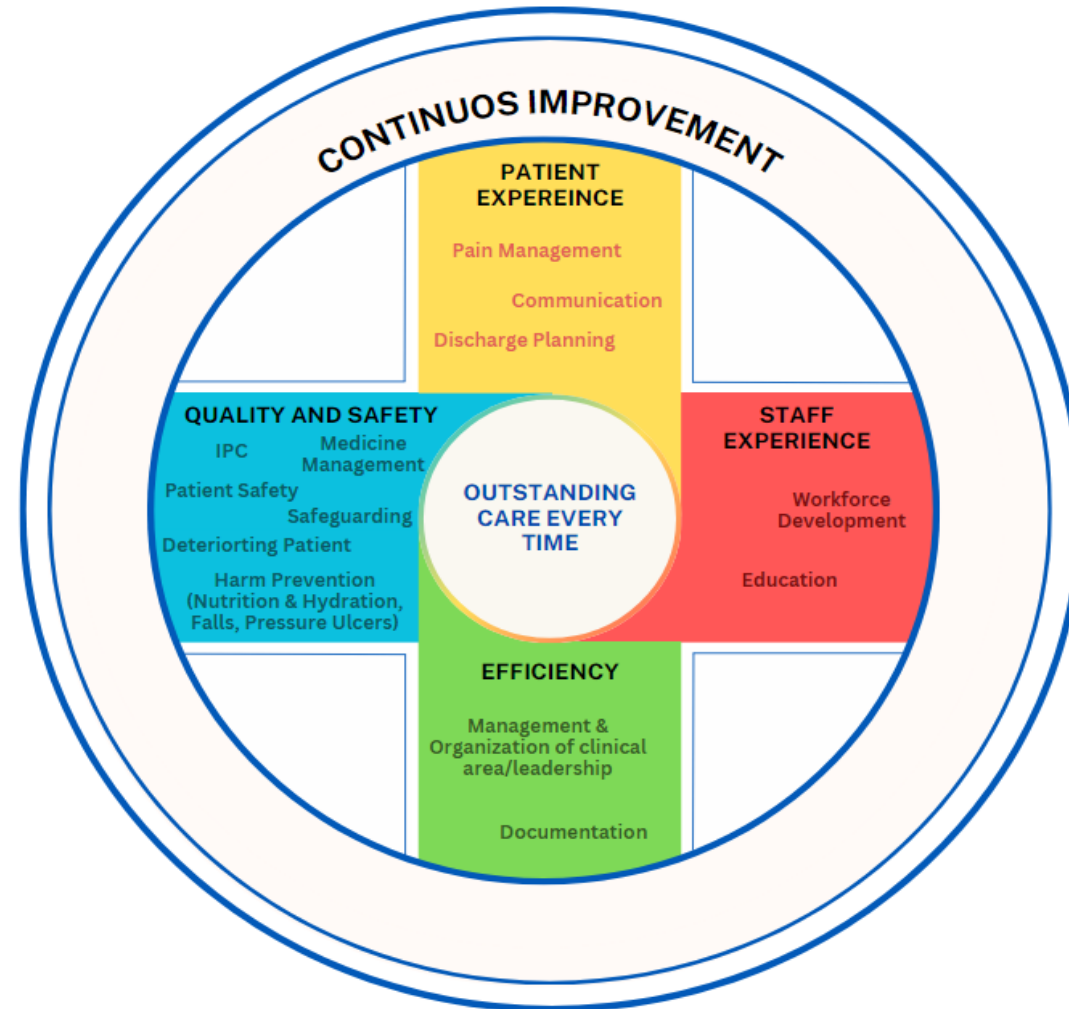 CONTINUOS IMPROVEMENT
PATIENT
EXPEREINCE
Pain Management
Communication
Discharge Planning
QUALITY AND SAFETY
IPC
Medicine
Management
Patient Safety
Safeguarding
Deteriorting Patient
Harm Prevention
(Nutrition & Hydration,
Falls, Pressure Ulcers)
OUTSTANDING
CARE EVERY
TIME
STAFF
EXPERIENCE
Workforce
Development
Education
EFFICIENCY
Management &
Organization of clinical
area/leadership
Documentation